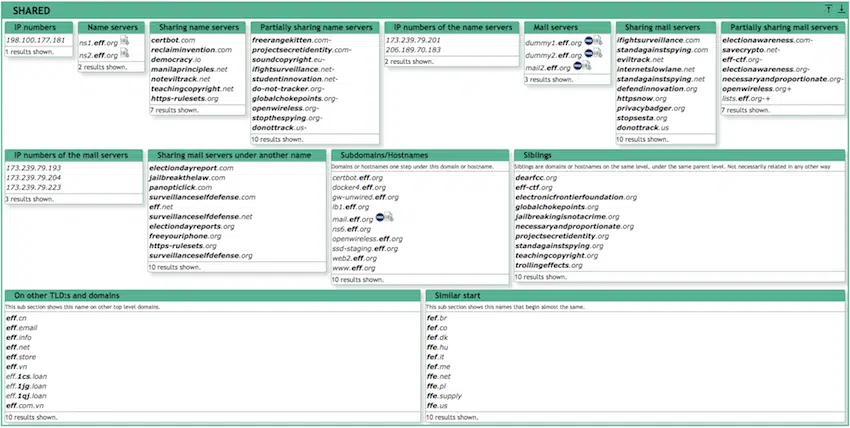 SHARED
IP numbers
198.100.177.181
1 results shown.
Name servers
ns1.eff.org
ns2.eff.org
2 results shown.
Sharing name servers
certbot.com
reclaiminvention.com
democracy.io
manilaprinciples.net
noteviltrack.net
teachingcopyright.net
https-rulesets.org
7 results shown.
Partially sharing name servers
freerangekitten.com-
projectsecretidentity.com-
soundcopyright.eu-
ifightsurveillance.net-
studentinnovation.net-
do-not-tracker.org-
globalchokepoints.org-
openwireless.org-
stopthespying.org-
donottrack.us-
10 results shown.
IP numbers of the name servers
173.239.79.201
206.189.70.183
2 results shown.
Mail servers
dummy1.eff.org
dummy2.eff.org
mail2.eff.org
3 results shown.
Sharing mail servers
ifightsurveillance.com
standagainstspying.com
eviltrack.net
internetslowlane.net
standagainstspying.net
defendinnovation.org
httpsnow.org
privacybadger.org
stopsesta.org
donottrack.us
10 results shown.
Partially sharing mail servers
electionawareness.com-
savecrypto.net-
eff-ctf.org-
electionawareness.org-
necessaryandproportionate.org-
openwireless.org+
lists.eff.org-+
7 results shown.
IP numbers of the mail servers
173.239.79.193
173.239.79.204
173.239.79.223
3 results shown.
Sharing mail servers under another name
electiondayreport.com
jailbreakthelaw.com
panopticlick.com
surveillanceselfdefense.com
eff.net
surveillanceselfdefense.net
electiondayreports.org
freeyouriphone.org
https-rulesets.org
surveillanceselfdefense.org
10 results shown.
Subdomains/Hostnames
Domains or hostnames one step under this domain or hostname.
certbot.eff.org
docker4.eff.org
gw-unwired.eff.org
lb1.eff.org
mail.eff.org
ns6.eff.org
openwireless.eff.org
ssd-staging.eff.org
web2.eff.org
www.eff.org
10 results shown.
Siblings
Siblings are domains or hostnames on the same level, under the same parent level. Not necessarily related in any other way
dearfcc.org
eff-ctf.org
electronicfrontierfoundation.org
globalchokepoints.org
jailbreakingisnotacrime.org
necessaryandproportionate.org
projectsecretidentity.org
standagainstspying.org
teachingcopyright.org
trollingeffects.org
10 results shown.
On other TLD:s and domains
This sub section shows this name on other top level domains.
eff.cn
eff.email
eff.info
eff.net
eff.store
eff.vn
eff.1cs.loan
eff.1jg.loan
eff.1qj.loan
eff.com.vn
10 results shown.
Similar start
This sub section shows this names that begin almost the same.
fef.br
fef.co
fef.dk
ffe.hu
fef.it
fef.me
ffe.net
ffe.pl
ffe.supply
ffe.us
10 results shown.